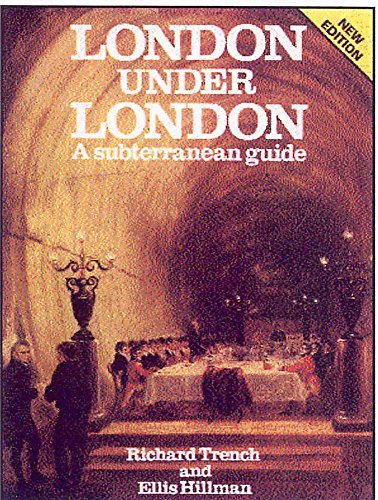 NEW
EDITION
LONDON
UNDER
LONDON
A subterranean guide
Richard Trench
and
Ellis Hillman